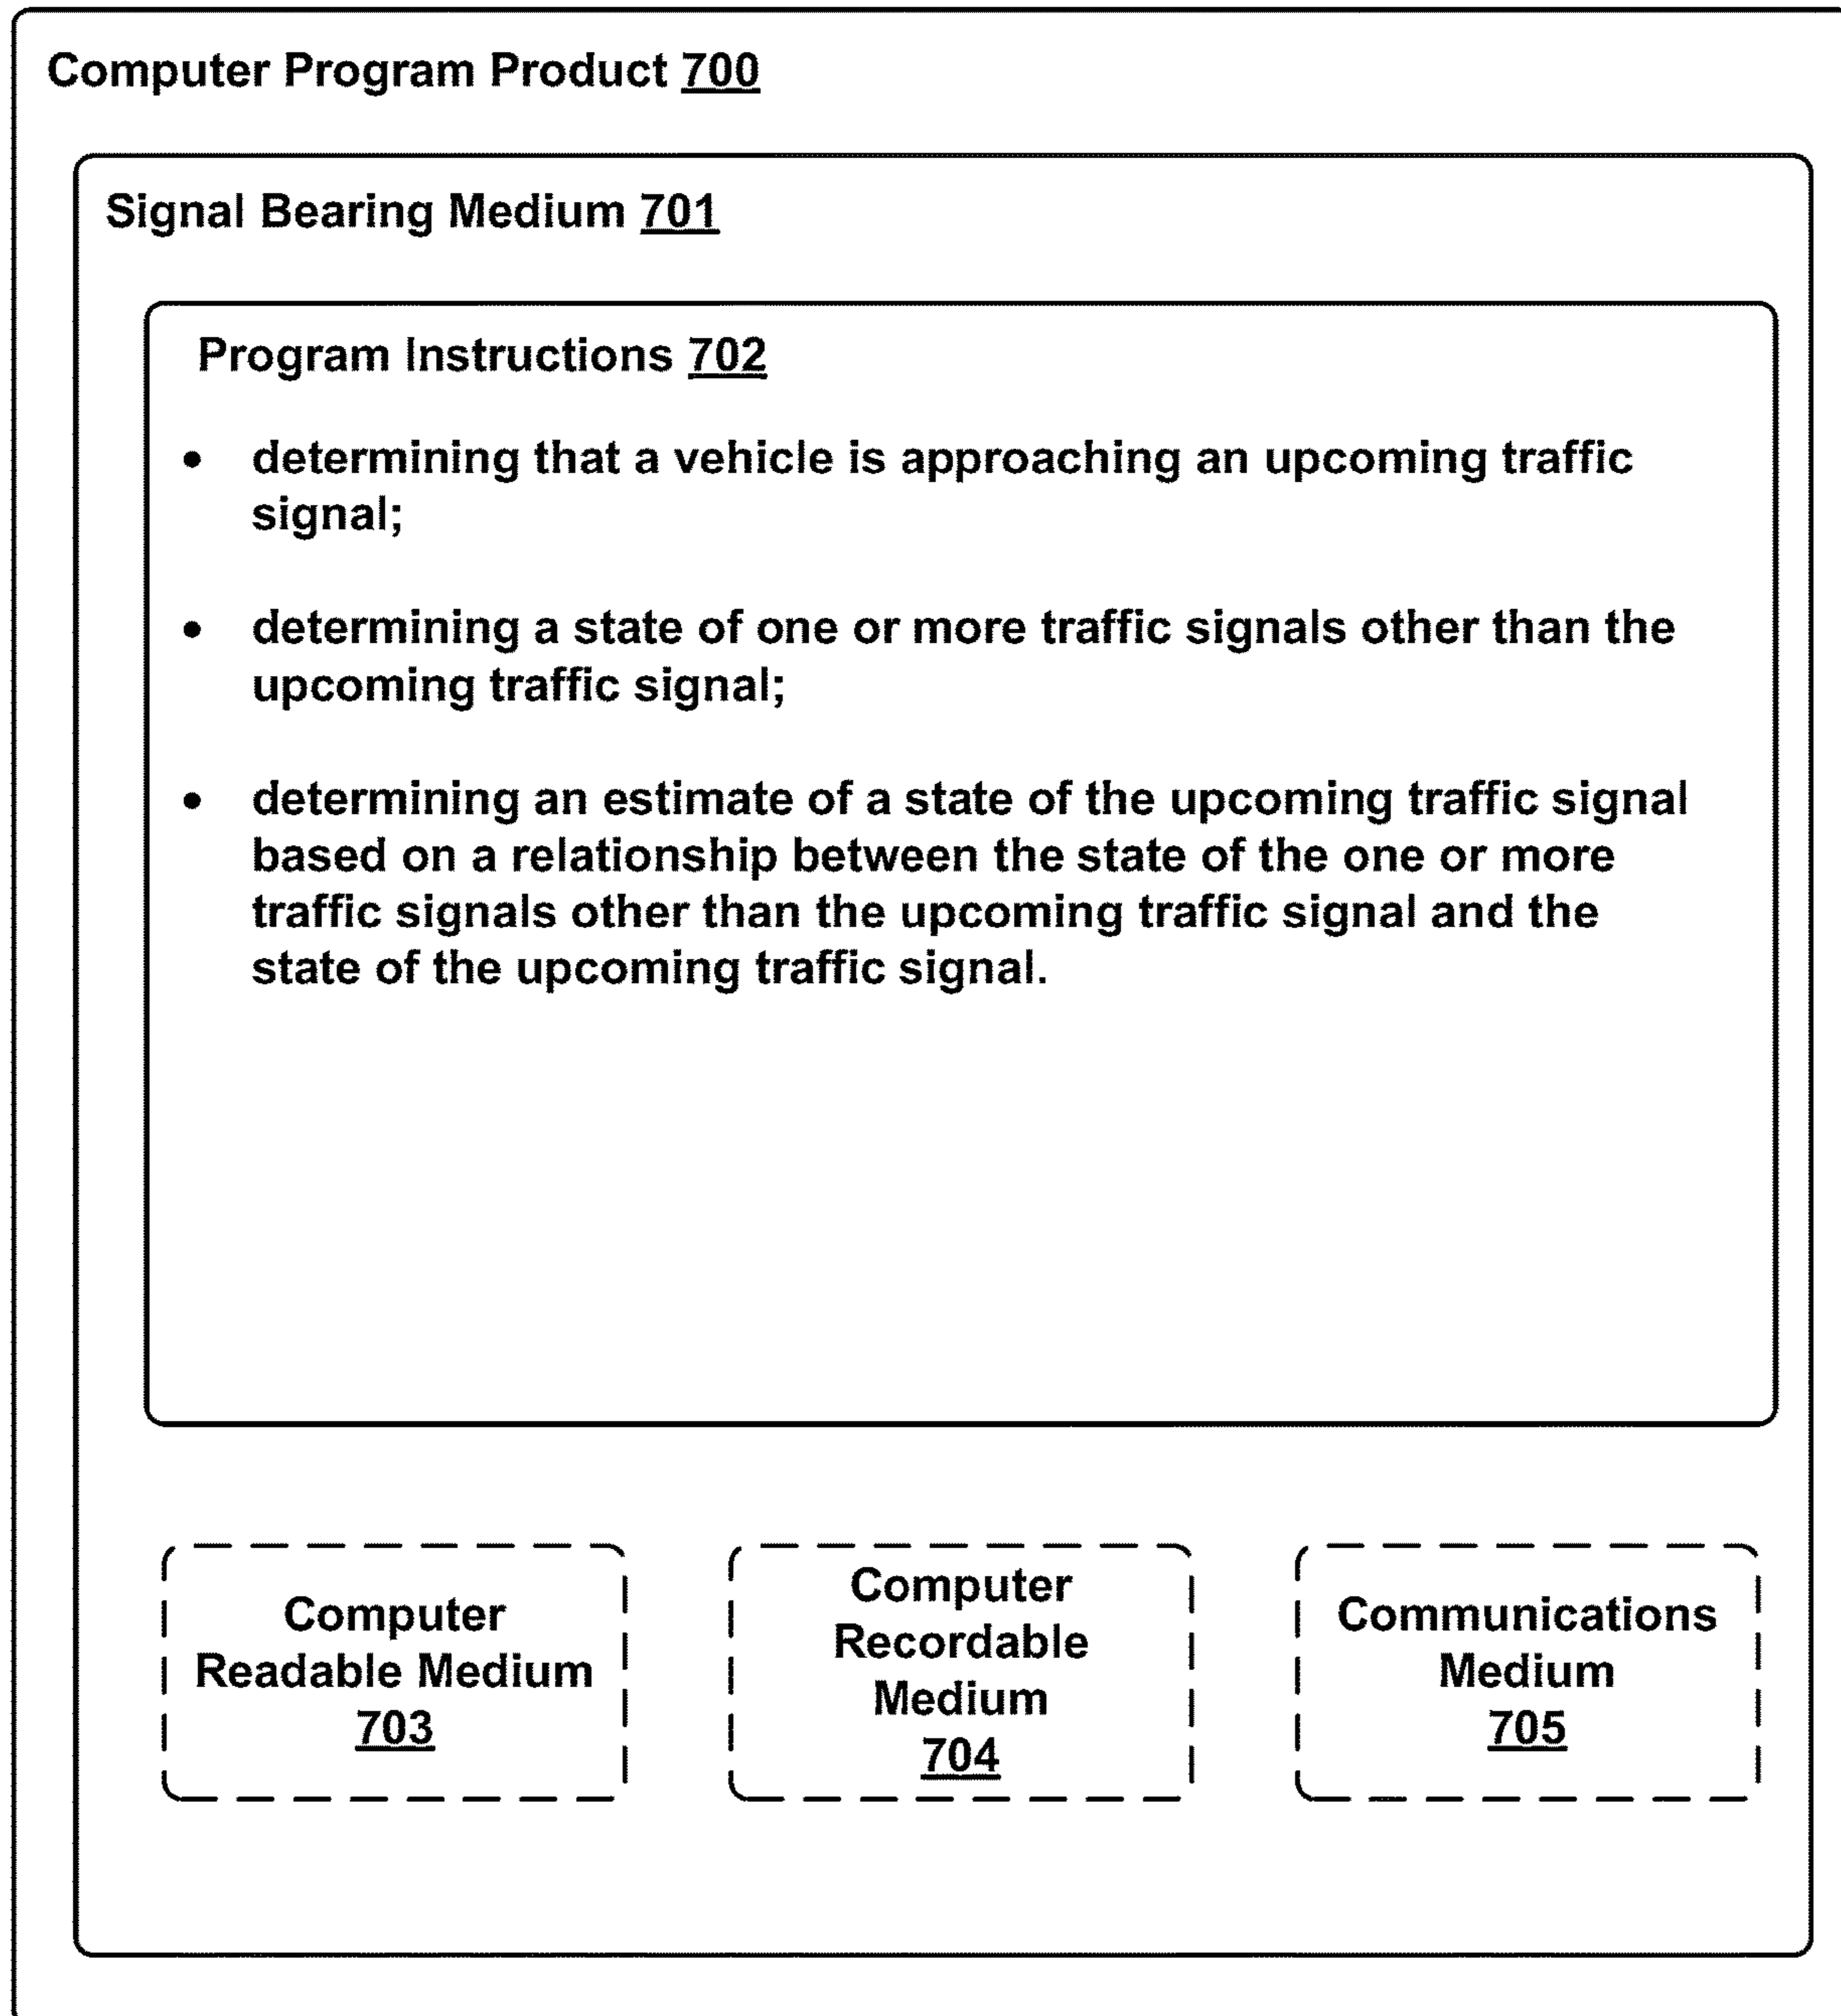 Computer Program Product 700
Signal Bearing Medium 701
Program Instructions 702
• determining that a vehicle is approaching an upcoming traffic
signal;
• determining a state of one or more traffic signals other than the
upcoming traffic signal;
• determining an estimate of a state of the upcoming traffic signal
based on a relationship between the state of the one or more
traffic signals other than the upcoming traffic signal and the
state of the upcoming traffic signal.
Computer
Readable Medium
703
Computer
Recordable
Medium
704
Communications
Medium
705